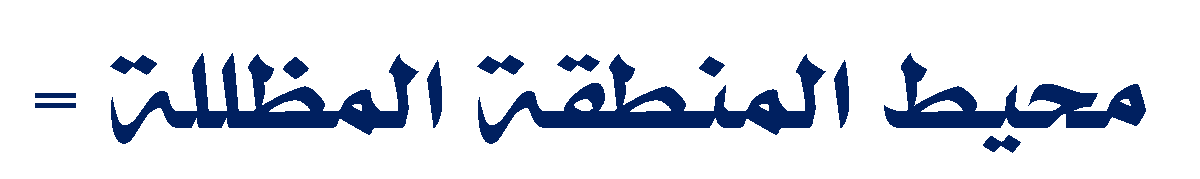 محيط المنطقة المظللة =